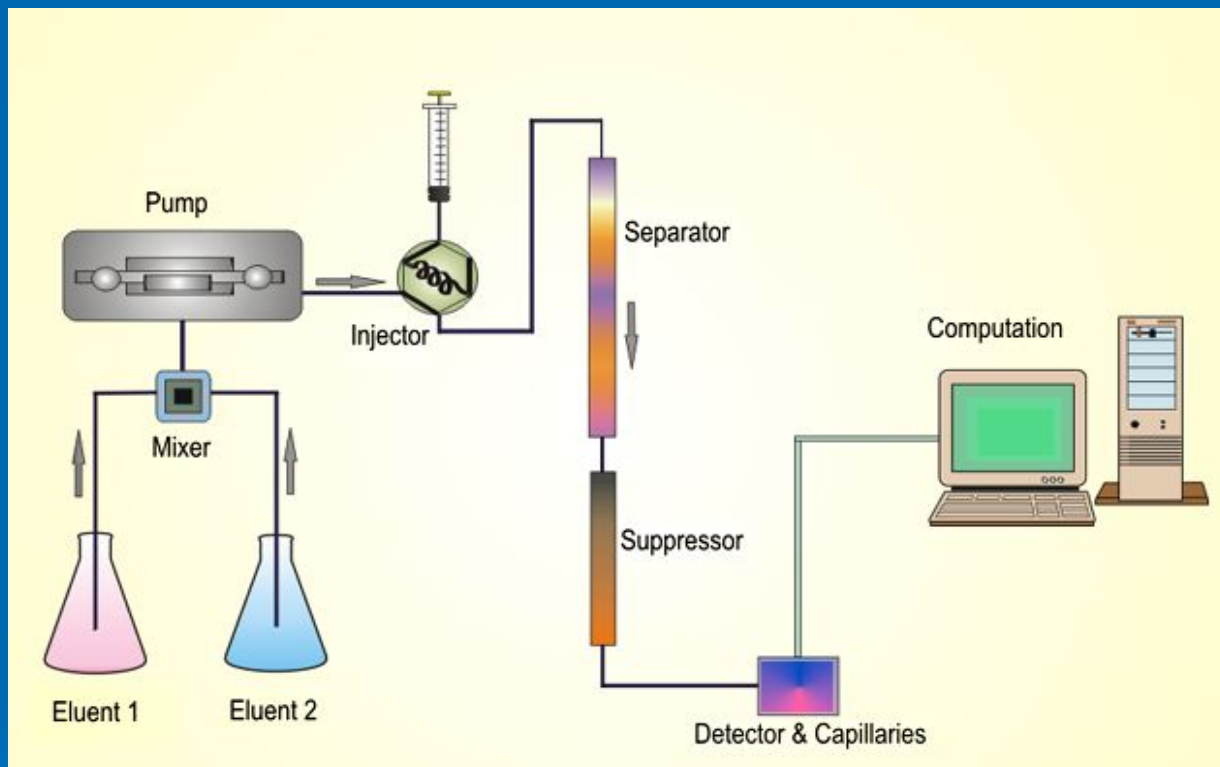 Pump
Separator
Injector
Computation
Mixer
Suppressor
Eluent 1
Eluent 2
Detector & Capillaries